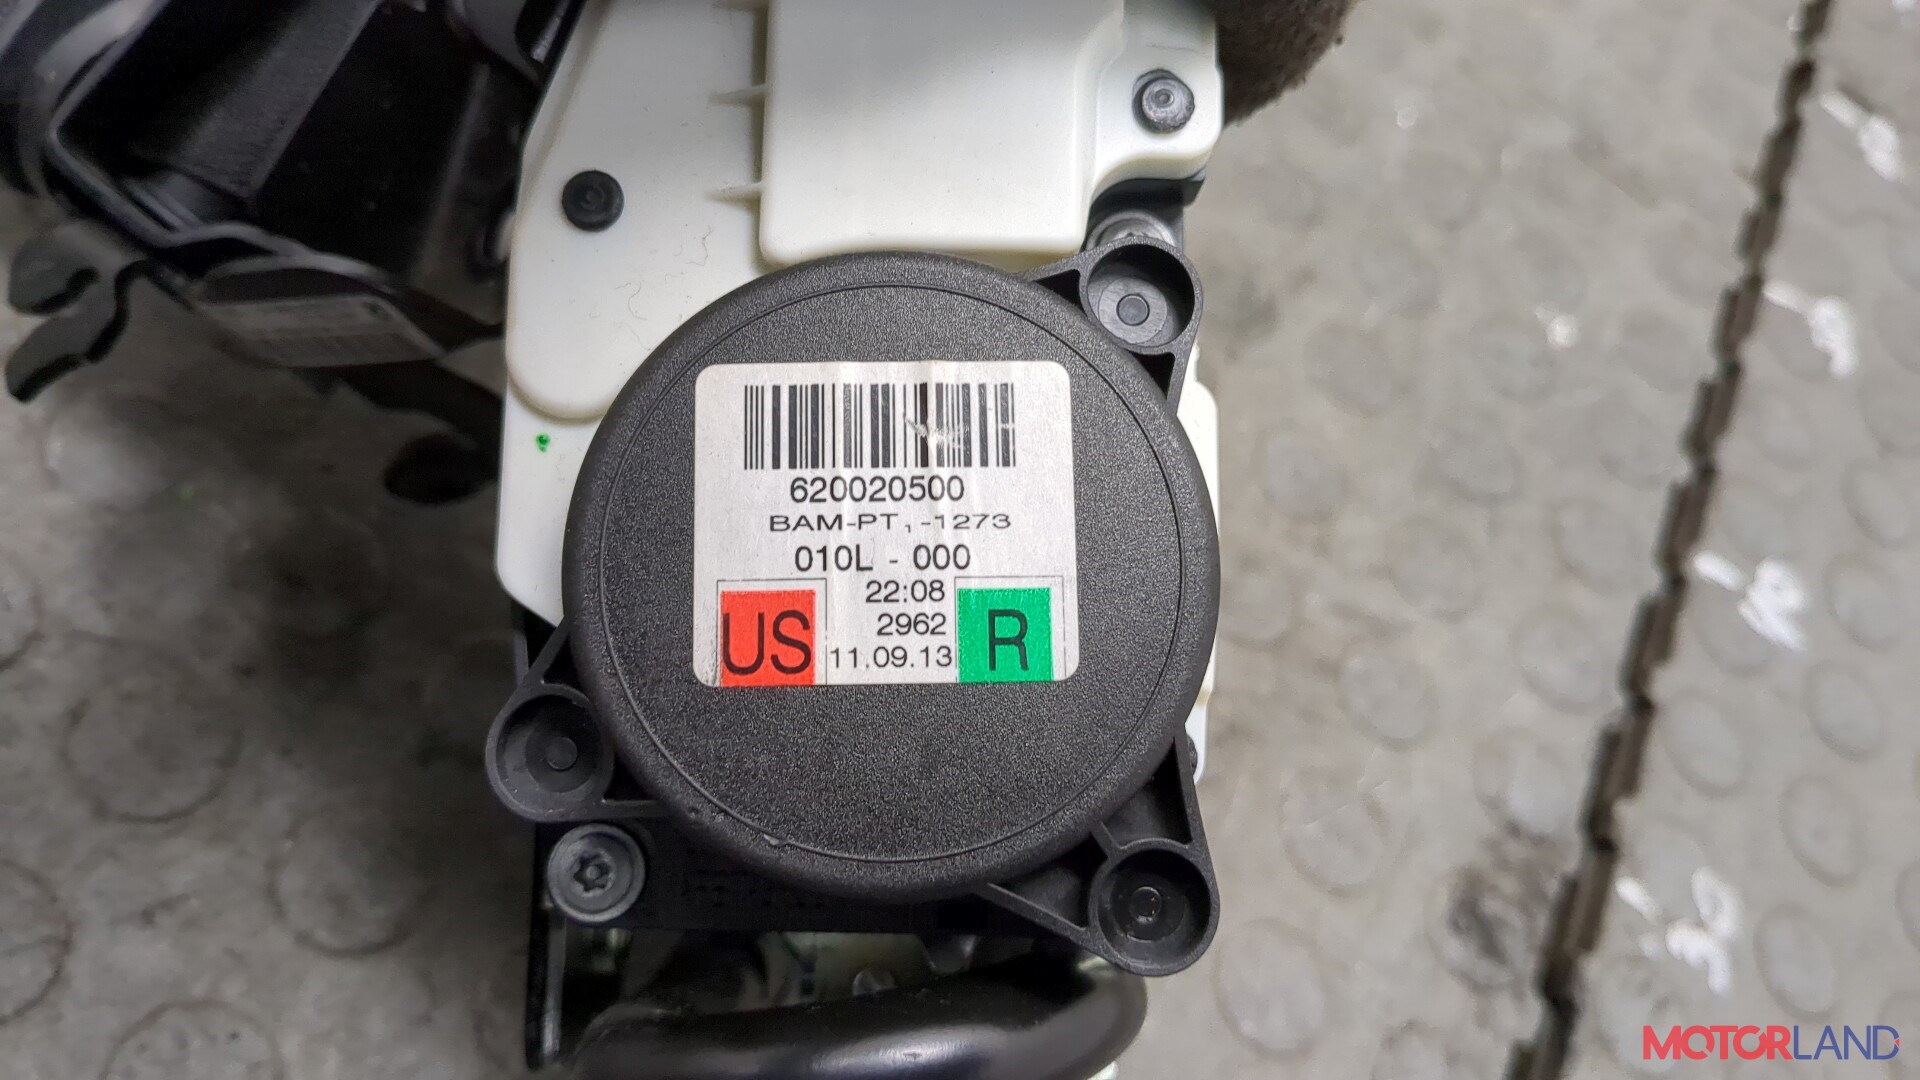 620020500
BAM-PT1-1273
010L - 000
22:08
2962
US 11.09.13 R
MOTORLAND